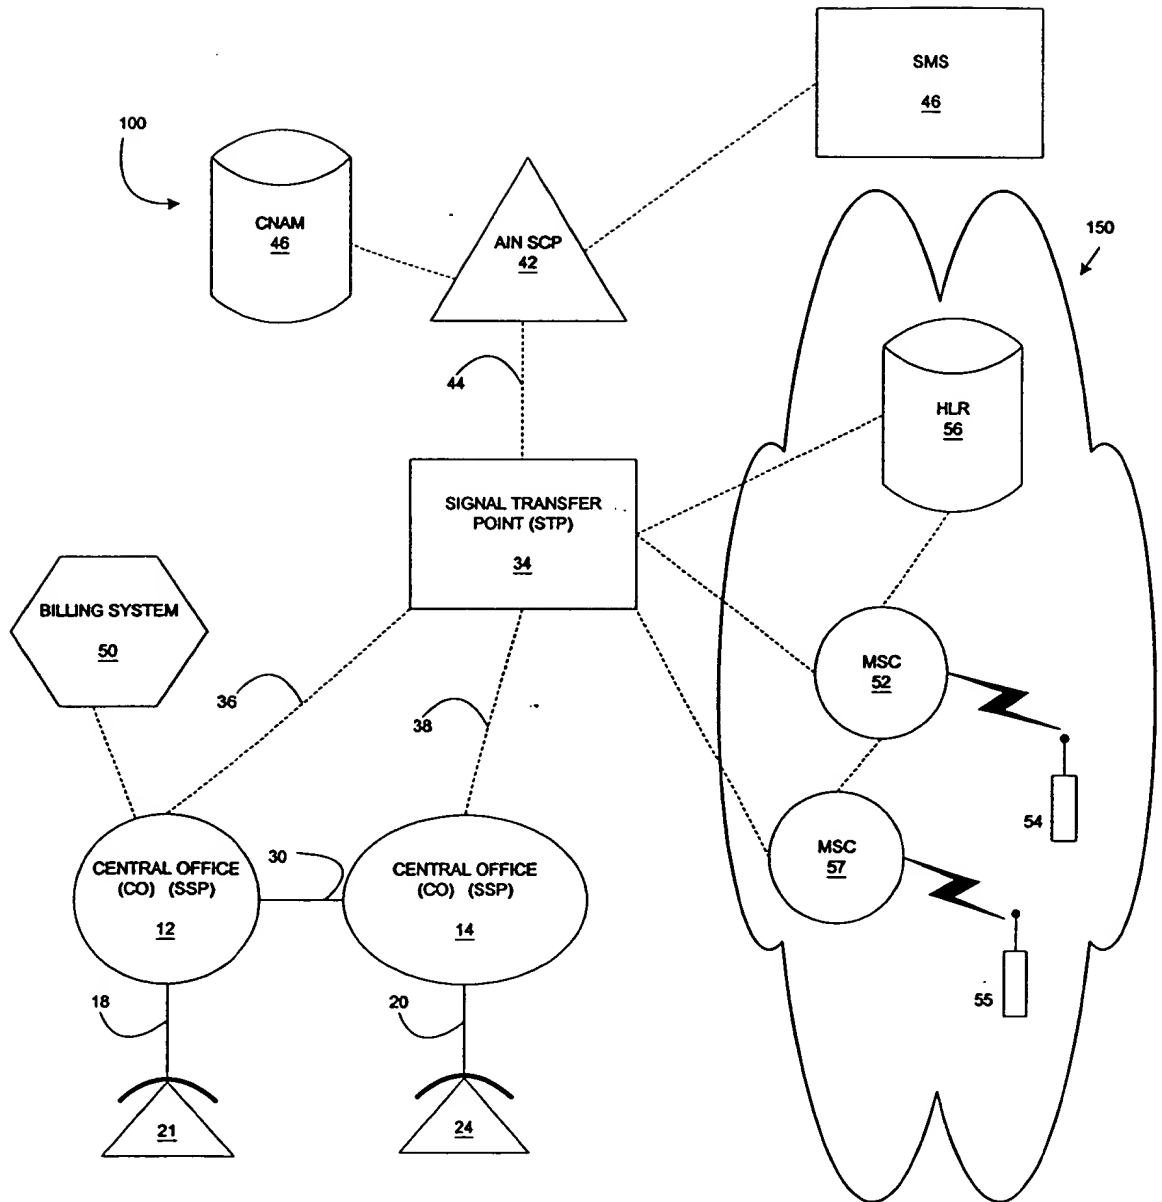 SMS
46
100
CNAM
46
AIN SCP
42
150
44
HLR
56
SIGNAL TRANSFER
POINT (STP)
34
BILLING SYSTEM
50
36
38
MSC
52
54
MSC
57
55
CENTRAL OFFICE
(CO) (SSP)
12
30
CENTRAL OFFICE
(CO) (SSP)
14
18
20
21
24